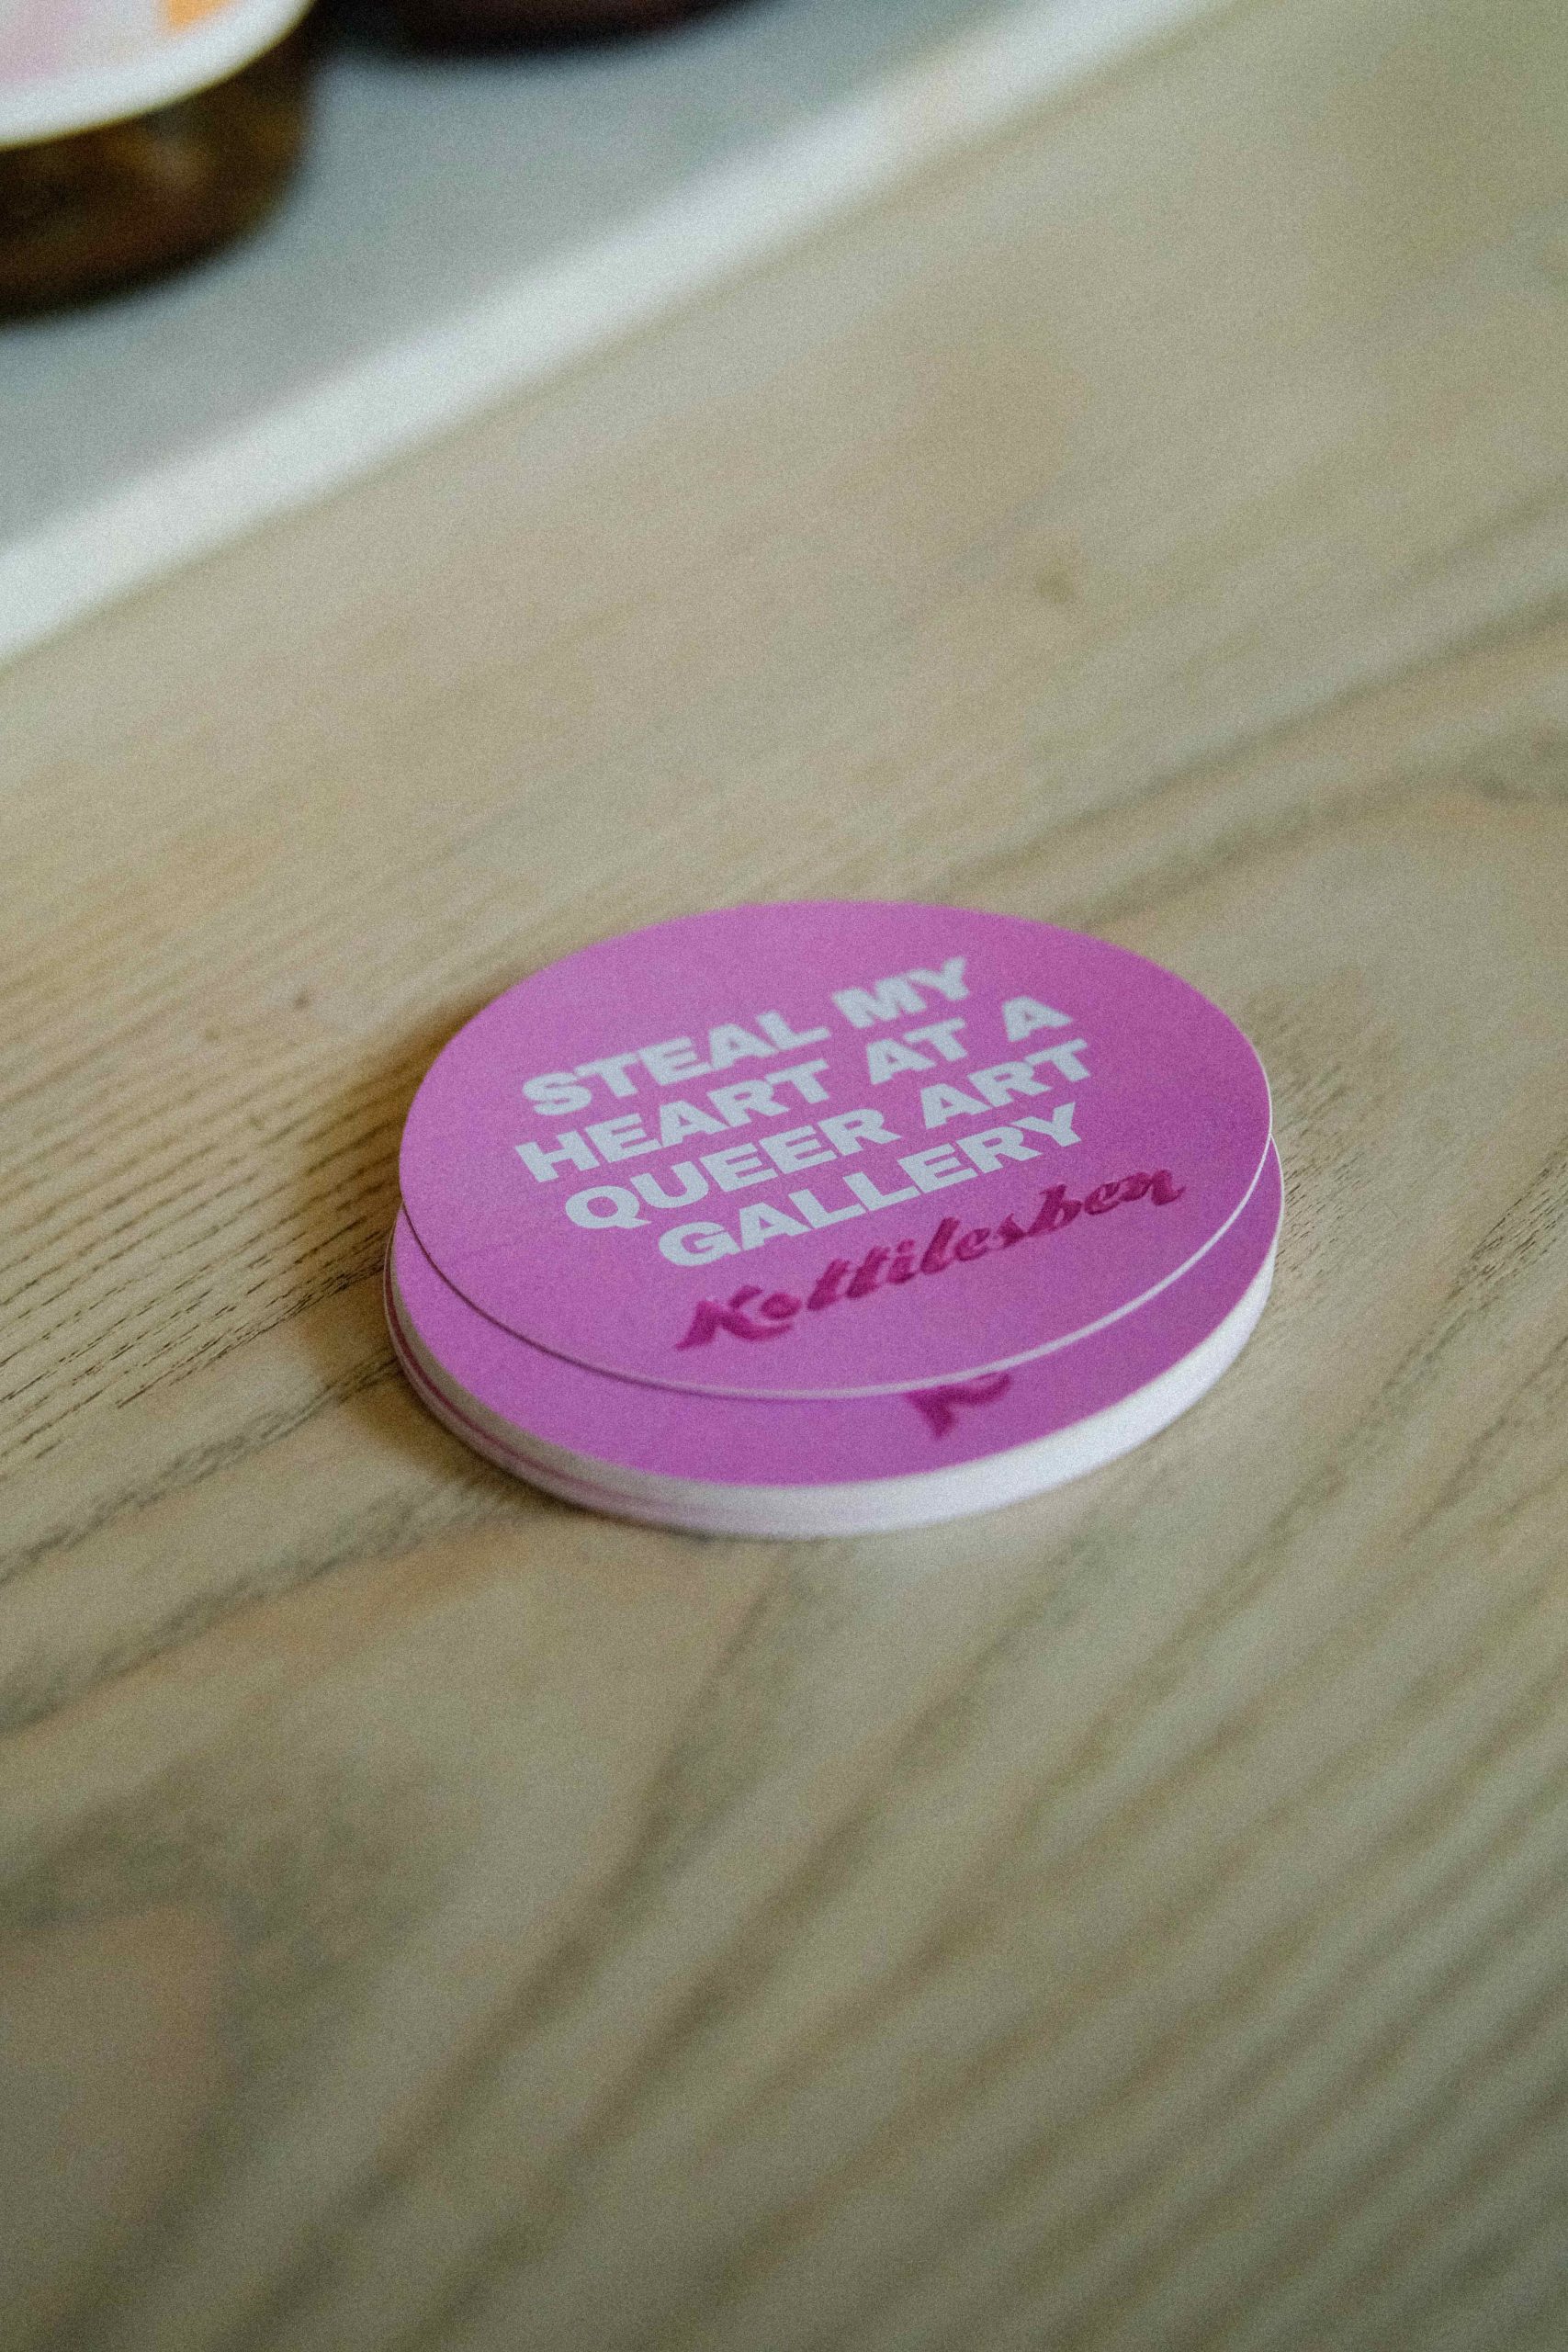 STEAL MY
HEART AT A
QUEER ART
GALLERY
Kottilesben
K